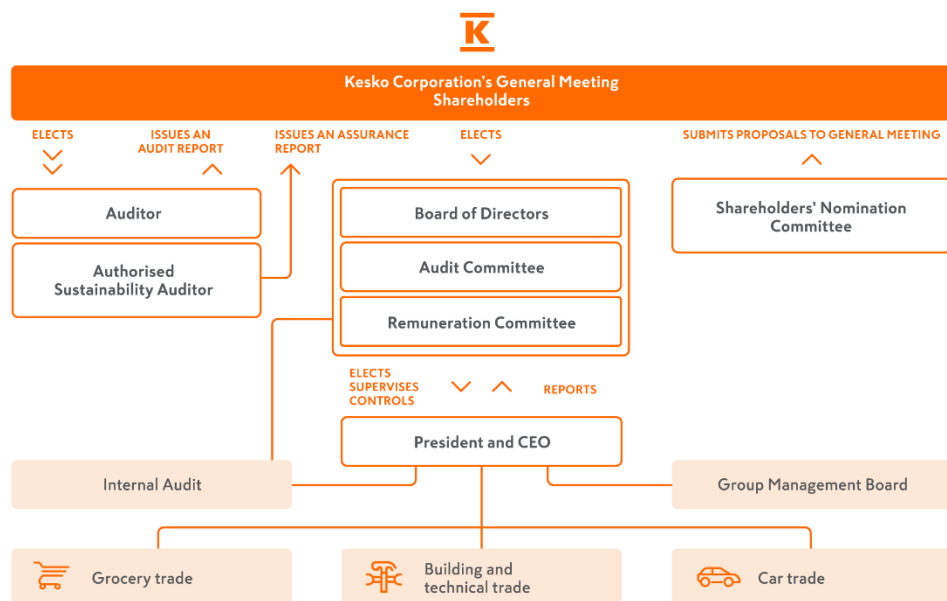 K
Kesko Corporation's General Meeting
Shareholders
ELECTS
ISSUES AN
AUDIT REPORT
ISSUES AN ASSURANCE
REPORT
ELECTS
SUBMITS PROPOSALS TO GENERAL MEETING
Auditor
Authorised
Sustainability Auditor
Board of Directors
Audit Committee
Remuneration Committee
Shareholders' Nomination
Committee
ELECTS
SUPERVISES
CONTROLS
REPORTS
President and CEO
Internal Audit
Group Management Board
Grocery trade
Building and
technical trade
Car trade